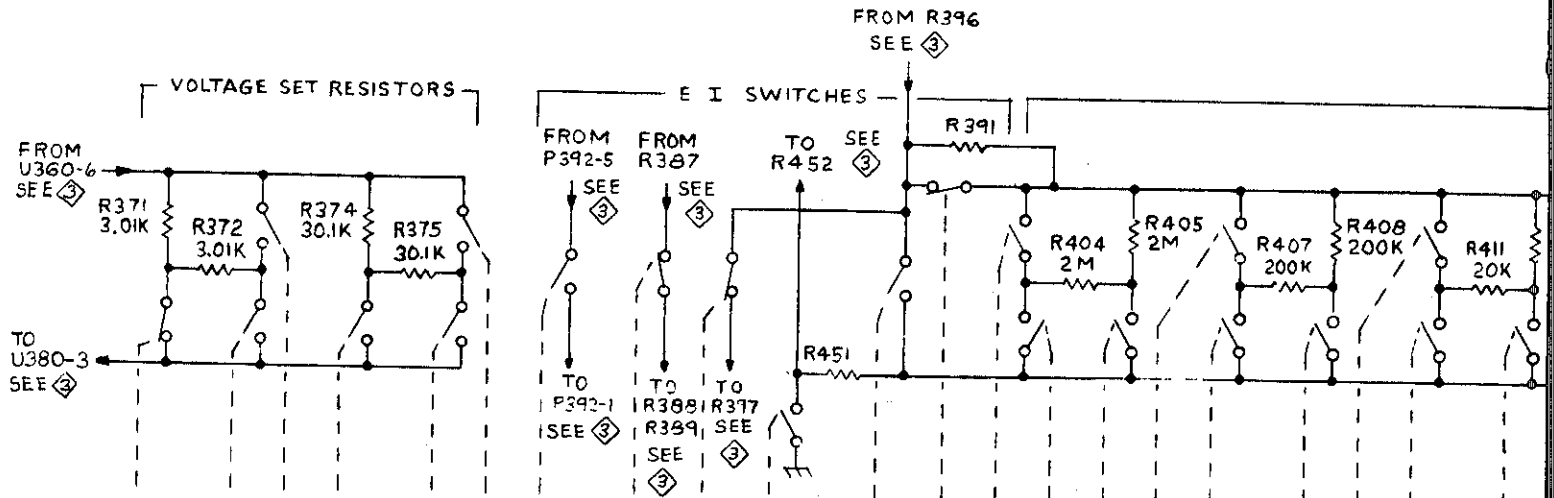 FROM R396
SEE 3
VOLTAGE SET RESISTORS
E I SWITCHES
FROM
U360-6
SEE 3
R371
3.01K
R372
3.01K
R374
30.1K
R375
30.1K
TO
U380-3
SEE 3
FROM
P392-5
SEE
3
FROM
R387
SEE
3
TO
R452
SEE
3
R391
TO
P392-1
SEE 3
TO
R388
R389
SEE
3
TO
R397
SEE
3
R451
R404
2M
R405
2M
R407
200K
R408
200K
R411
20K